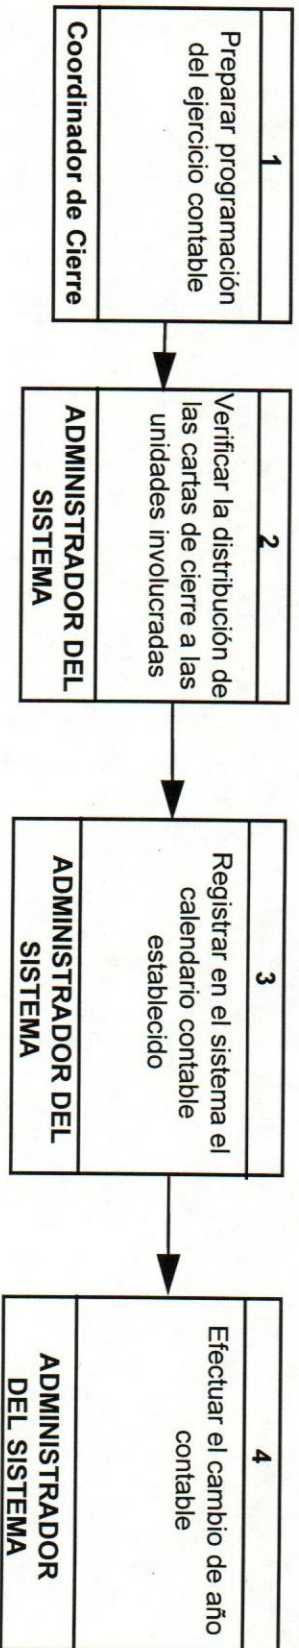 1
Preparar programación
del ejercicio contable
Coordinador de Cierre
2
Verificar la distribución de
las cartas de cierre a las
unidades involucradas
ADMINISTRADOR DEL
SISTEMA
3
Registrar en el sistema el
calendario contable
establecido
ADMINISTRADOR DEL
SISTEMA
4
Efectuar el cambio de año
contable
ADMINISTRADOR
DEL SISTEMA